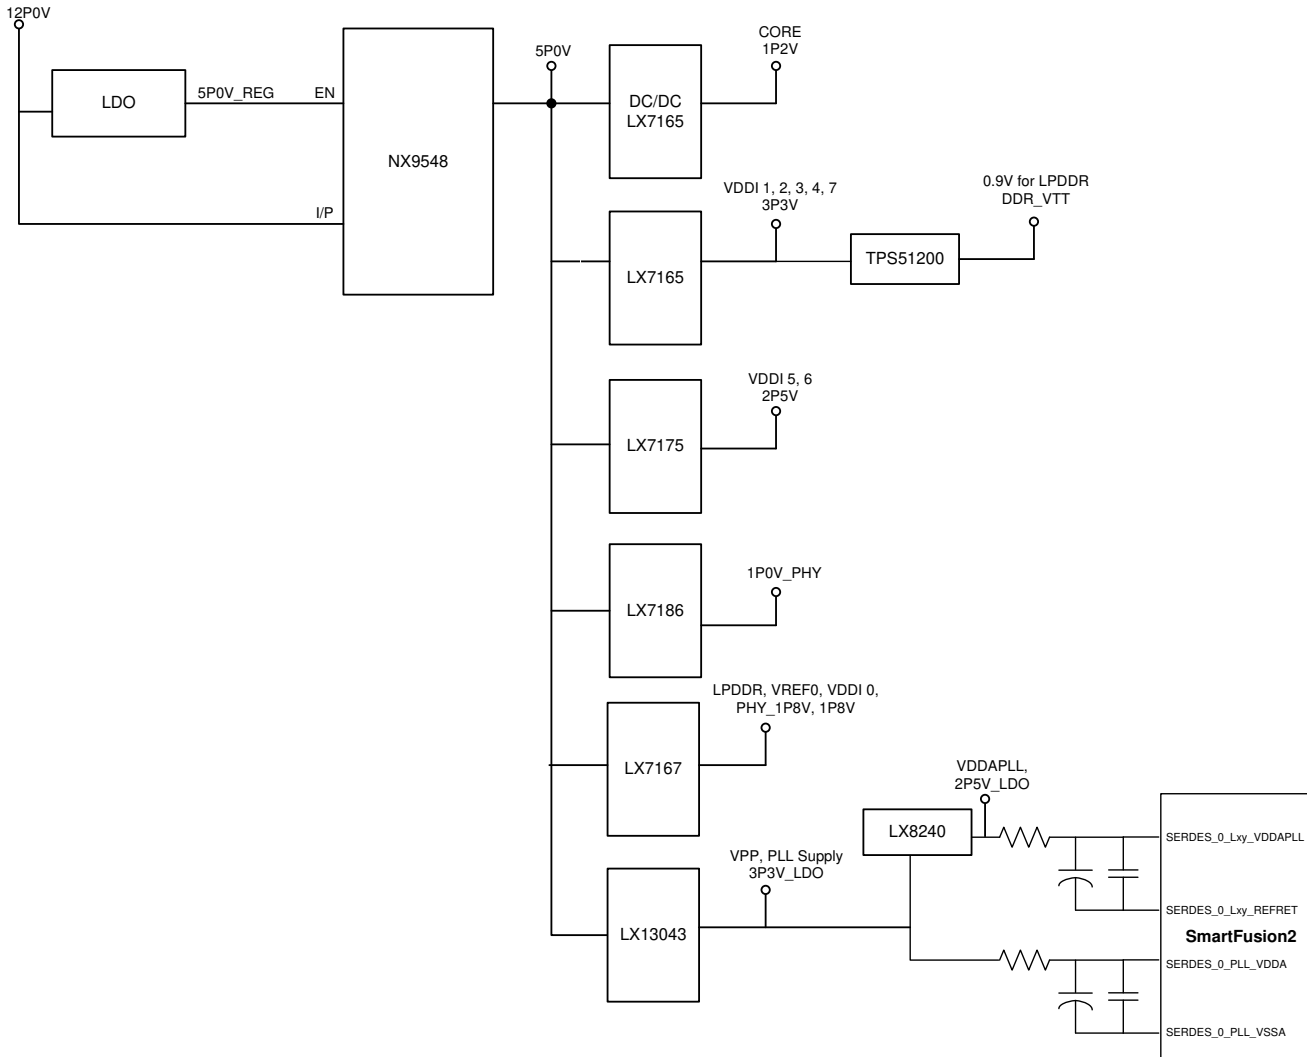 12P0V
LDO
5P0V_REG
EN
I/P
NX9548
5P0V
DC/DC
LX7165
CORE
1P2V
LX7165
VDDI 1, 2, 3, 4, 7
3P3V
TPS51200
0.9V for LPDDR
DDR_VTT
LX7175
VDDI 5, 6
2P5V
LX7186
1P0V_PHY
LX7167
LPDDR, VREF0, VDDI 0,
PHY_1P8V, 1P8V
LX13043
VPP, PLL Supply
3P3V_LDO
LX8240
VDDAPLL,
2P5V_LDO
SERDES_0_Lxy_VDDAPLL
SERDES_0_Lxy_REFRET
SmartFusion2
SERDES_0_PLL_VDDA
SERDES_0_PLL_VSSA